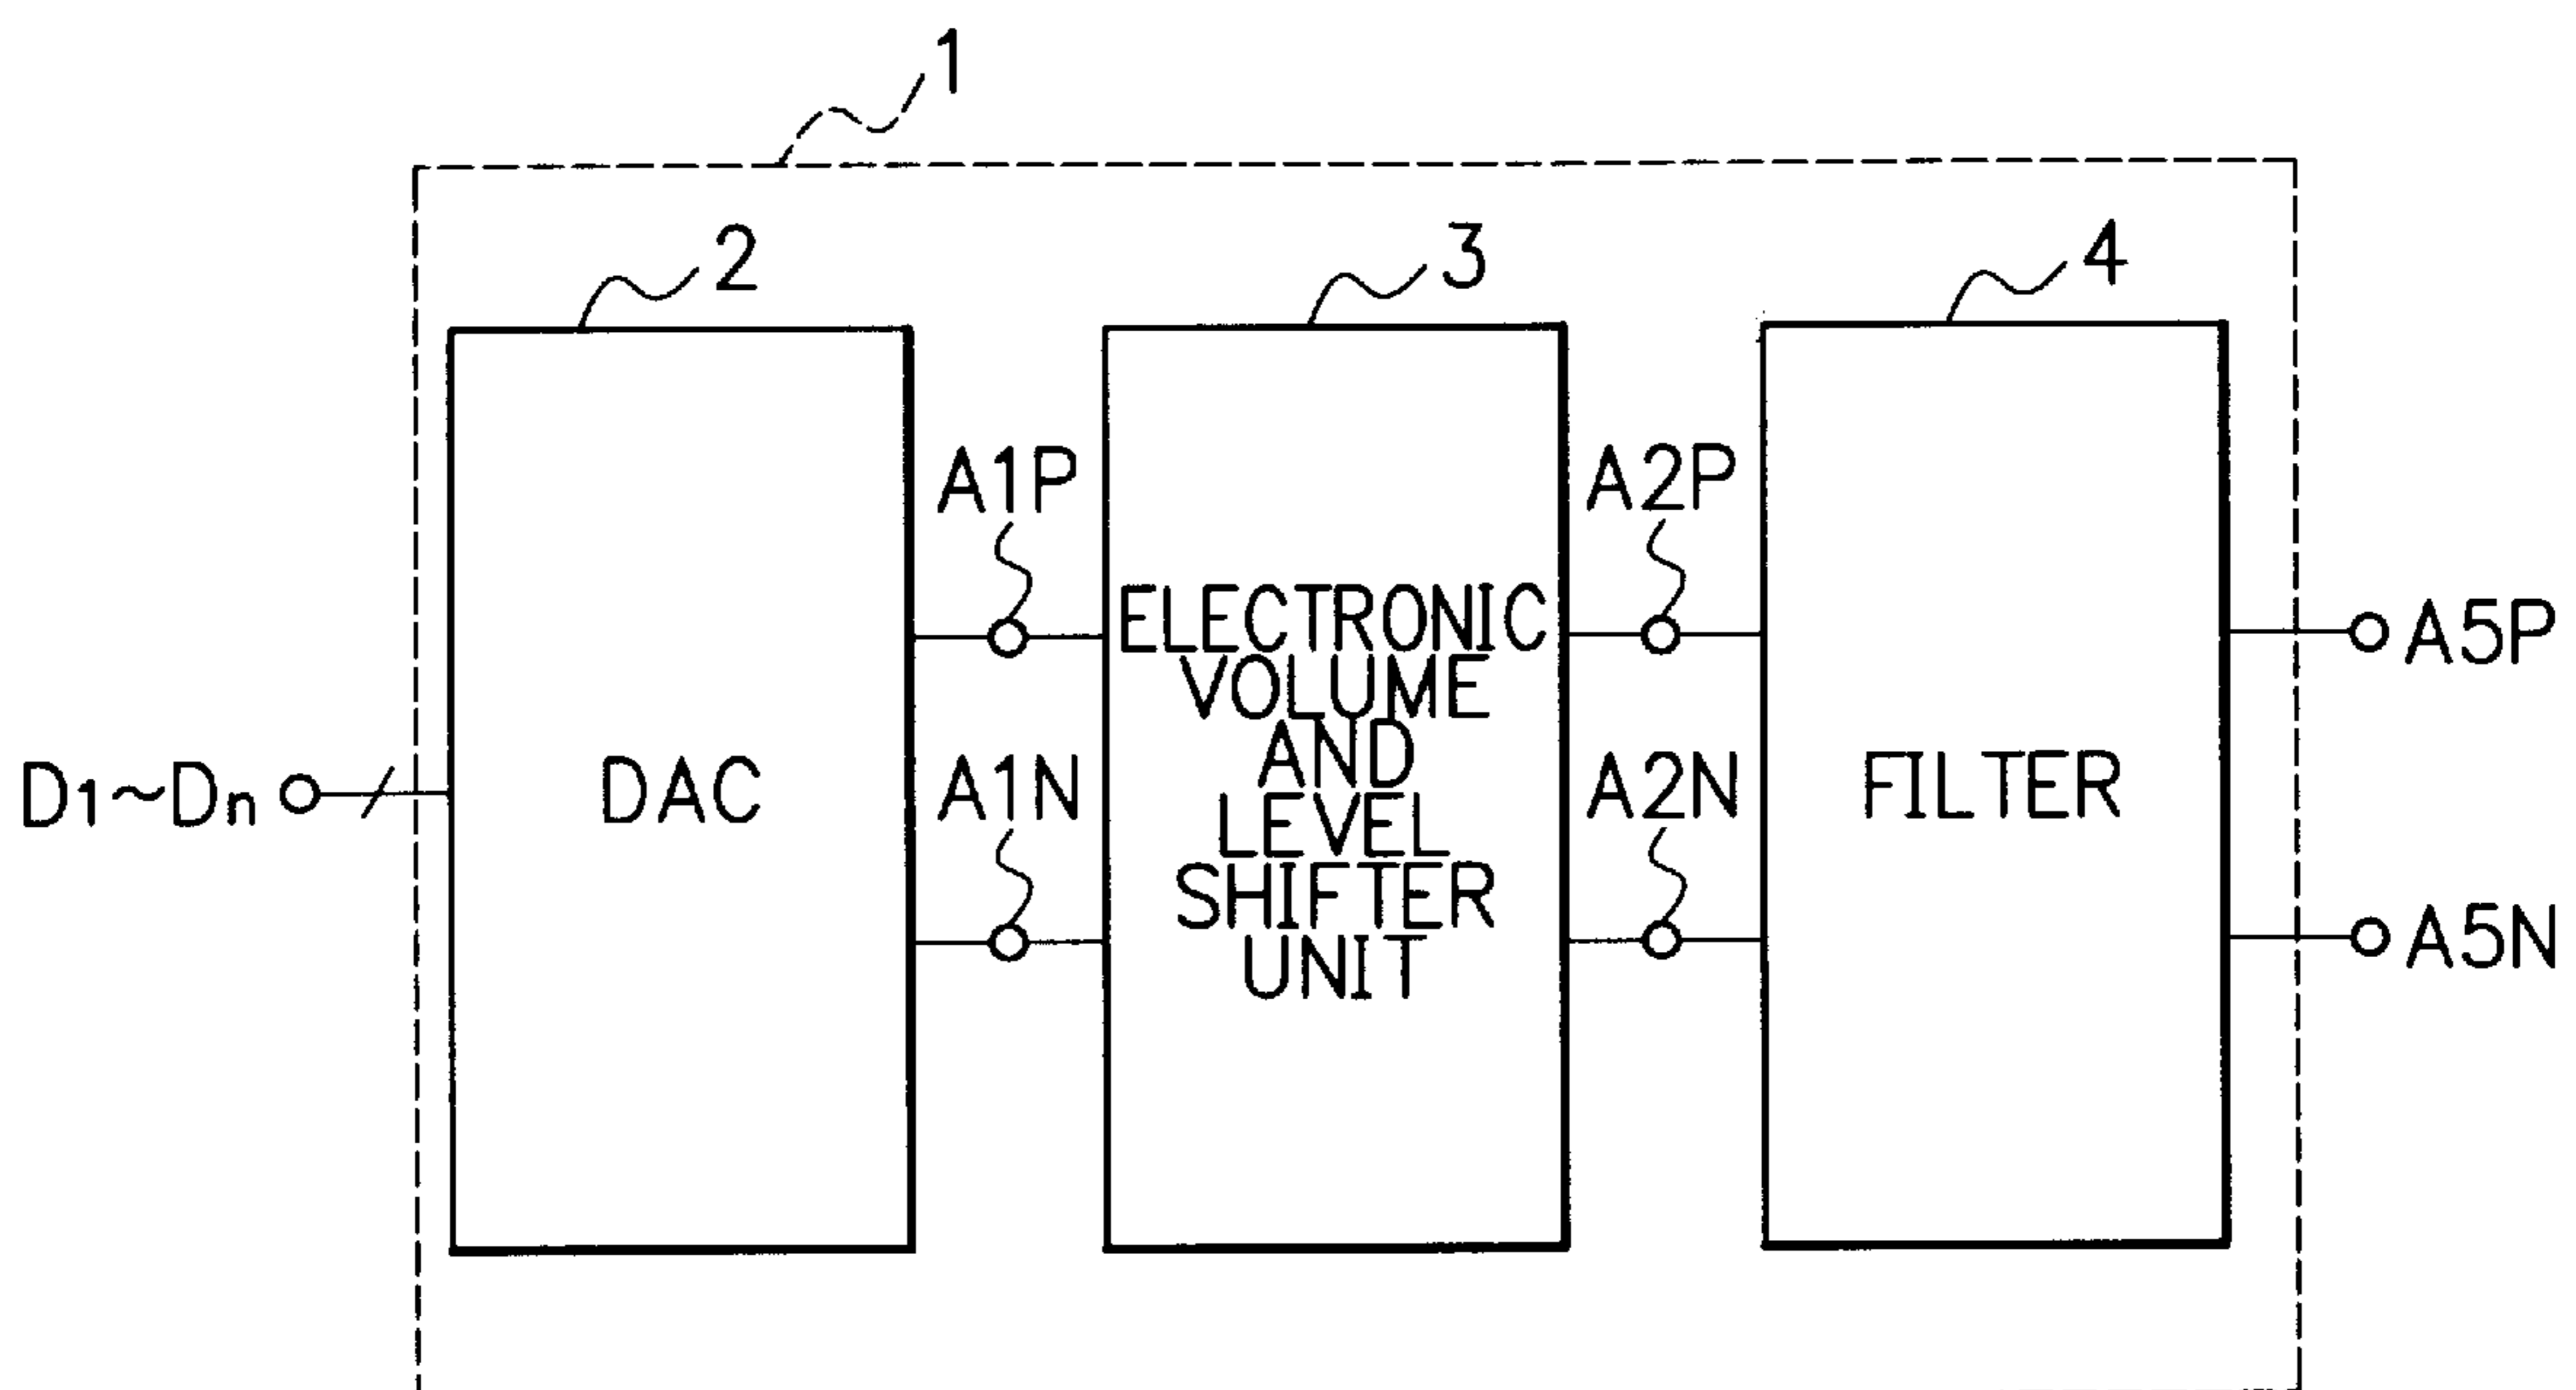 1
2
3
4
A1P
A2P
ELECTRONIC
VOLUME
AND
LEVEL
SHIFTER
UNIT
A5P
D1~Dn
DAC
A1N
A2N
FILTER
A5N